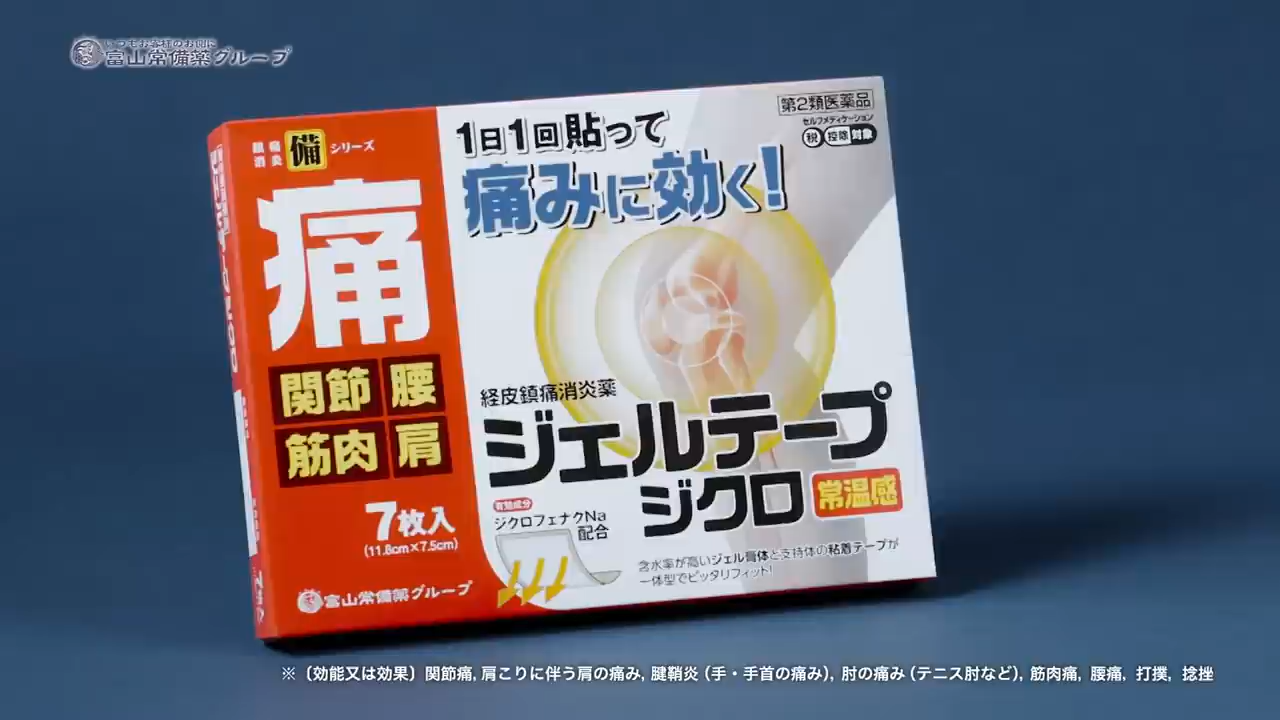 いつもお客様のお側に
富山常備薬グループ
第2類医薬品
セルフメディケーション
税 控除 対象
鎮痛
消炎 備 シリーズ
1日1回貼って
痛みに効く!
痛
関節 腰
筋肉 肩
経皮鎮痛消炎薬
ジェルテープ
ジクロ 常温感
7枚入
(11.8cm×7.5cm)
有効成分
ジクロフェナクNa
配合
含水率が高いジェル膏体と支持体の粘着テープが
一体型でピッタリフィット!
富山常備薬グループ
※〔効能又は効果〕関節痛, 肩こりに伴う肩の痛み, 腱鞘炎(手・手首の痛み), 肘の痛み(テニス肘など), 筋肉痛, 腰痛, 打撲, 捻挫